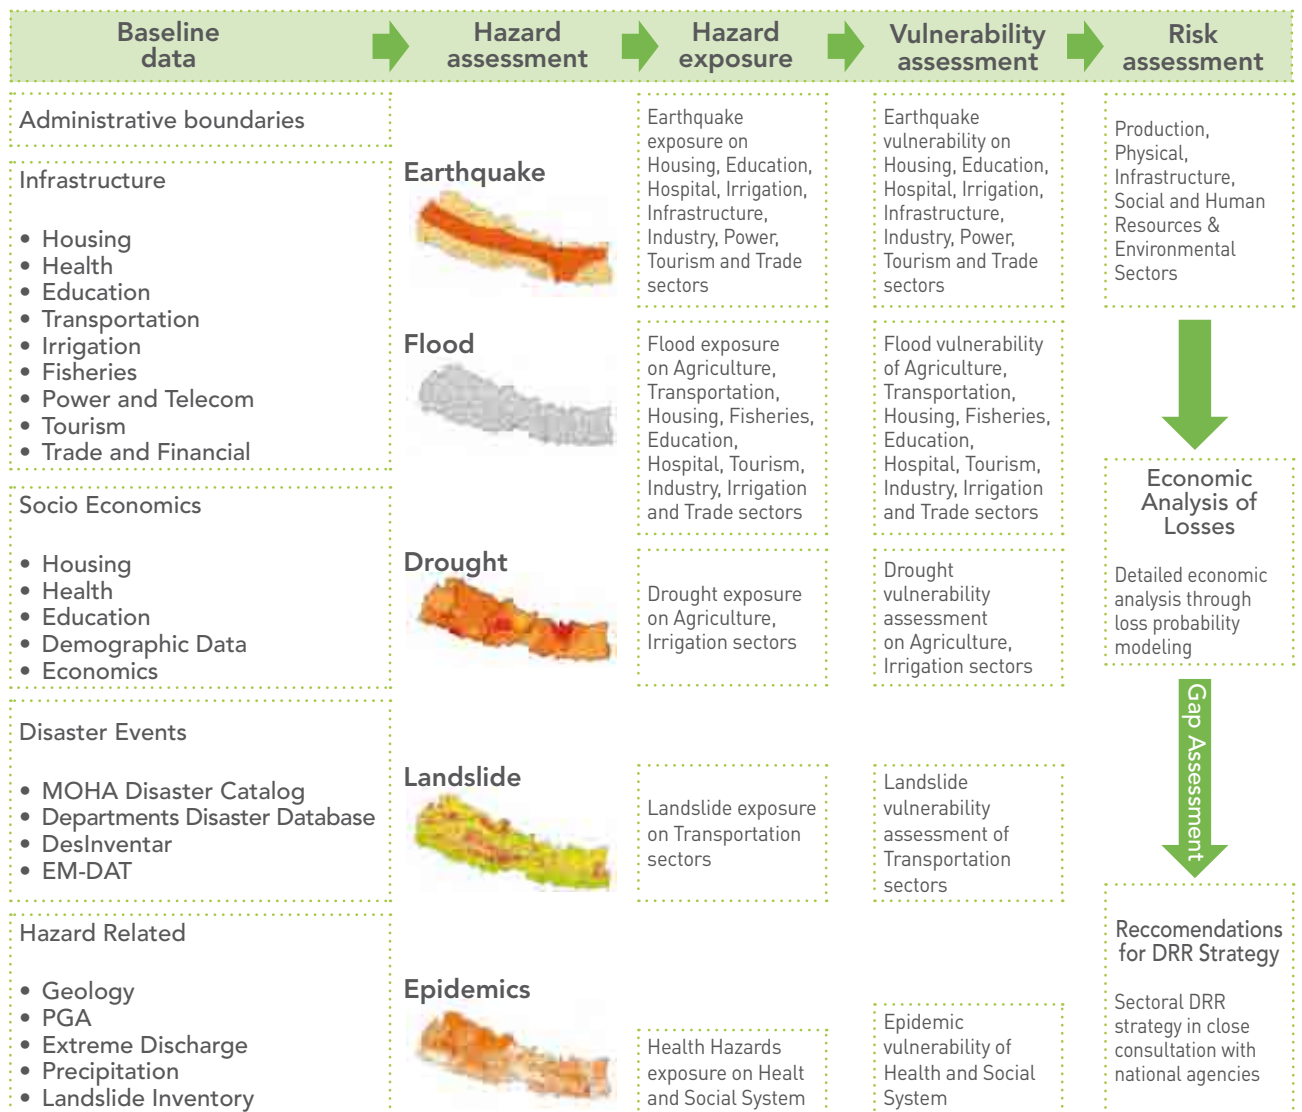 Baseline
data
Hazard
assessment
Hazard
exposure
Vulnerability
assessment
Risk
assessment
Administrative boundaries
Infrastructure
• Housing
• Health
• Education
• Transportation
• Irrigation
• Fisheries
• Power and Telecom
• Tourism
• Trade and Financial
Socio Economics
• Housing
• Health
• Education
• Demographic Data
• Economics
Disaster Events
• MOHA Disaster Catalog
• Departments Disaster Database
• DesInventar
• EM-DAT
Hazard Related
• Geology
• PGA
• Extreme Discharge
• Precipitation
• Landslide Inventory
Earthquake
Flood
Drought
Landslide
Epidemics
Earthquake
exposure on
Housing, Education,
Hospital, Irrigation,
Infrastructure,
Industry, Power,
Tourism and Trade
sectors
Flood exposure
on Agriculture,
Transportation,
Housing, Fisheries,
Education,
Hospital, Tourism,
Industry, Irrigation
and Trade sectors
Drought exposure
on Agriculture,
Irrigation sectors
Landslide exposure
on Transportation
sectors
Health Hazards
exposure on Healt
and Social System
Earthquake
vulnerability on
Housing, Education,
Hospital, Irrigation,
Infrastructure,
Industry, Power,
Tourism and Trade
sectors
Flood vulnerability
of Agriculture,
Transportation,
Housing, Fisheries,
Education,
Hospital, Tourism,
Industry, Irrigation
and Trade sectors
Drought
vulnerability
assessment
on Agriculture,
Irrigation sectors
Landslide
vulnerability
assessment of
Transportation
sectors
Epidemic
vulnerability of
Health and Social
System
Production,
Physical,
Infrastructure,
Social and Human
Resources &
Environmental
Sectors
Economic
Analysis of
Losses
Detailed economic
analysis through
loss probability
modeling
Gap Assessment
Reccomendations
for DRR Strategy
Sectoral DRR
strategy in close
consultation with
national agencies